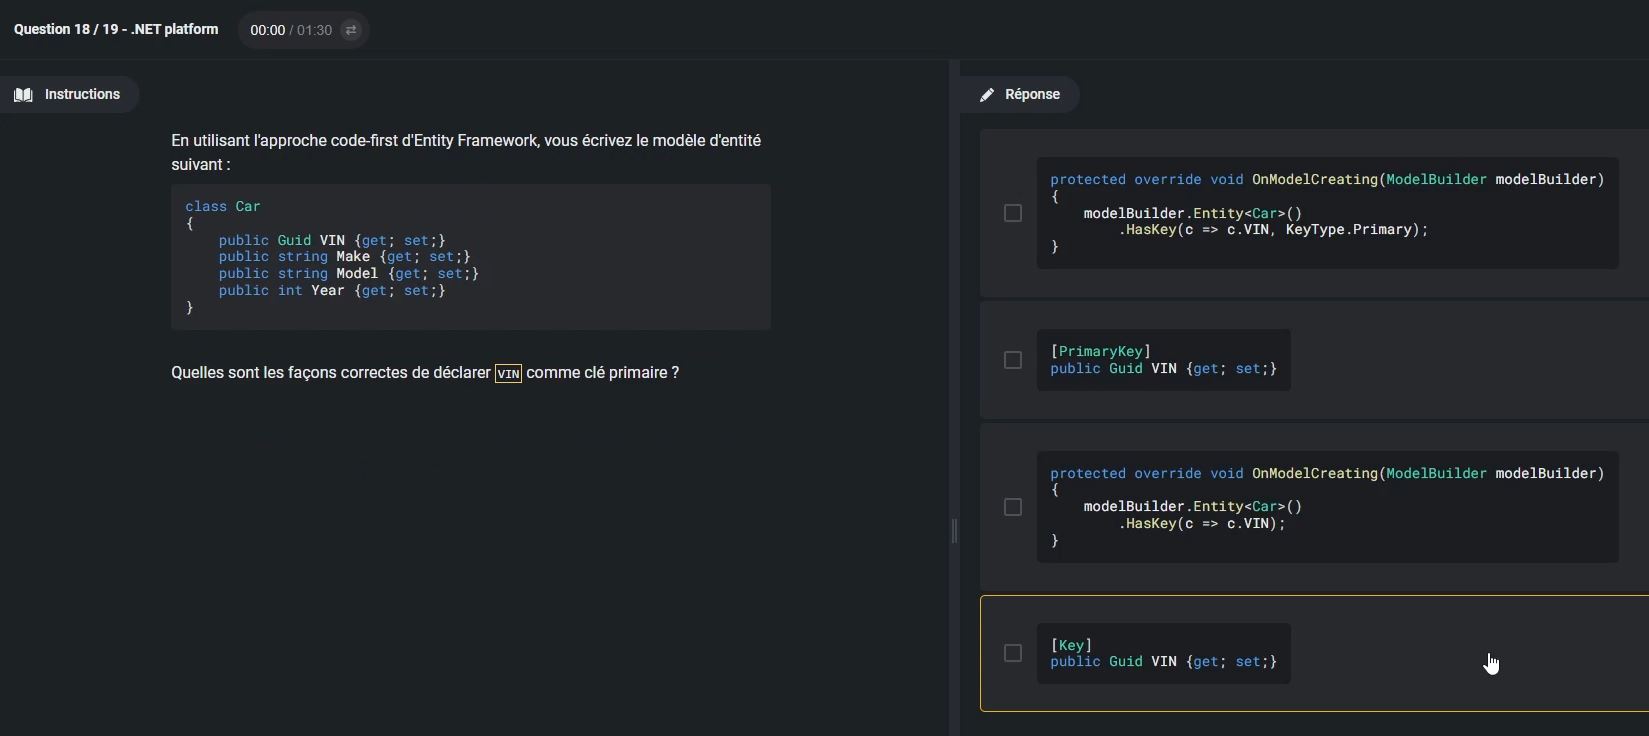 Question 18 / 19 - .NET platform
00:00 / 01:30
Instructions
En utilisant l'approche code-first d'Entity Framework, vous écrivez le modèle d'entité
suivant :
class Car
{
    public Guid VIN {get; set;}
    public string Make {get; set;}
    public string Model {get; set;}
    public int Year {get; set;}
}
Quelles sont les façons correctes de déclarer VIN comme clé primaire ?
Réponse
protected override void OnModelCreating(ModelBuilder modelBuilder)
{
    modelBuilder.Entity<Car>()
        .HasKey(c => c.VIN, KeyType.Primary);
}
[PrimaryKey]
public Guid VIN {get; set;}
protected override void OnModelCreating(ModelBuilder modelBuilder)
{
    modelBuilder.Entity<Car>()
        .HasKey(c => c.VIN);
}
[Key]
public Guid VIN {get; set;}